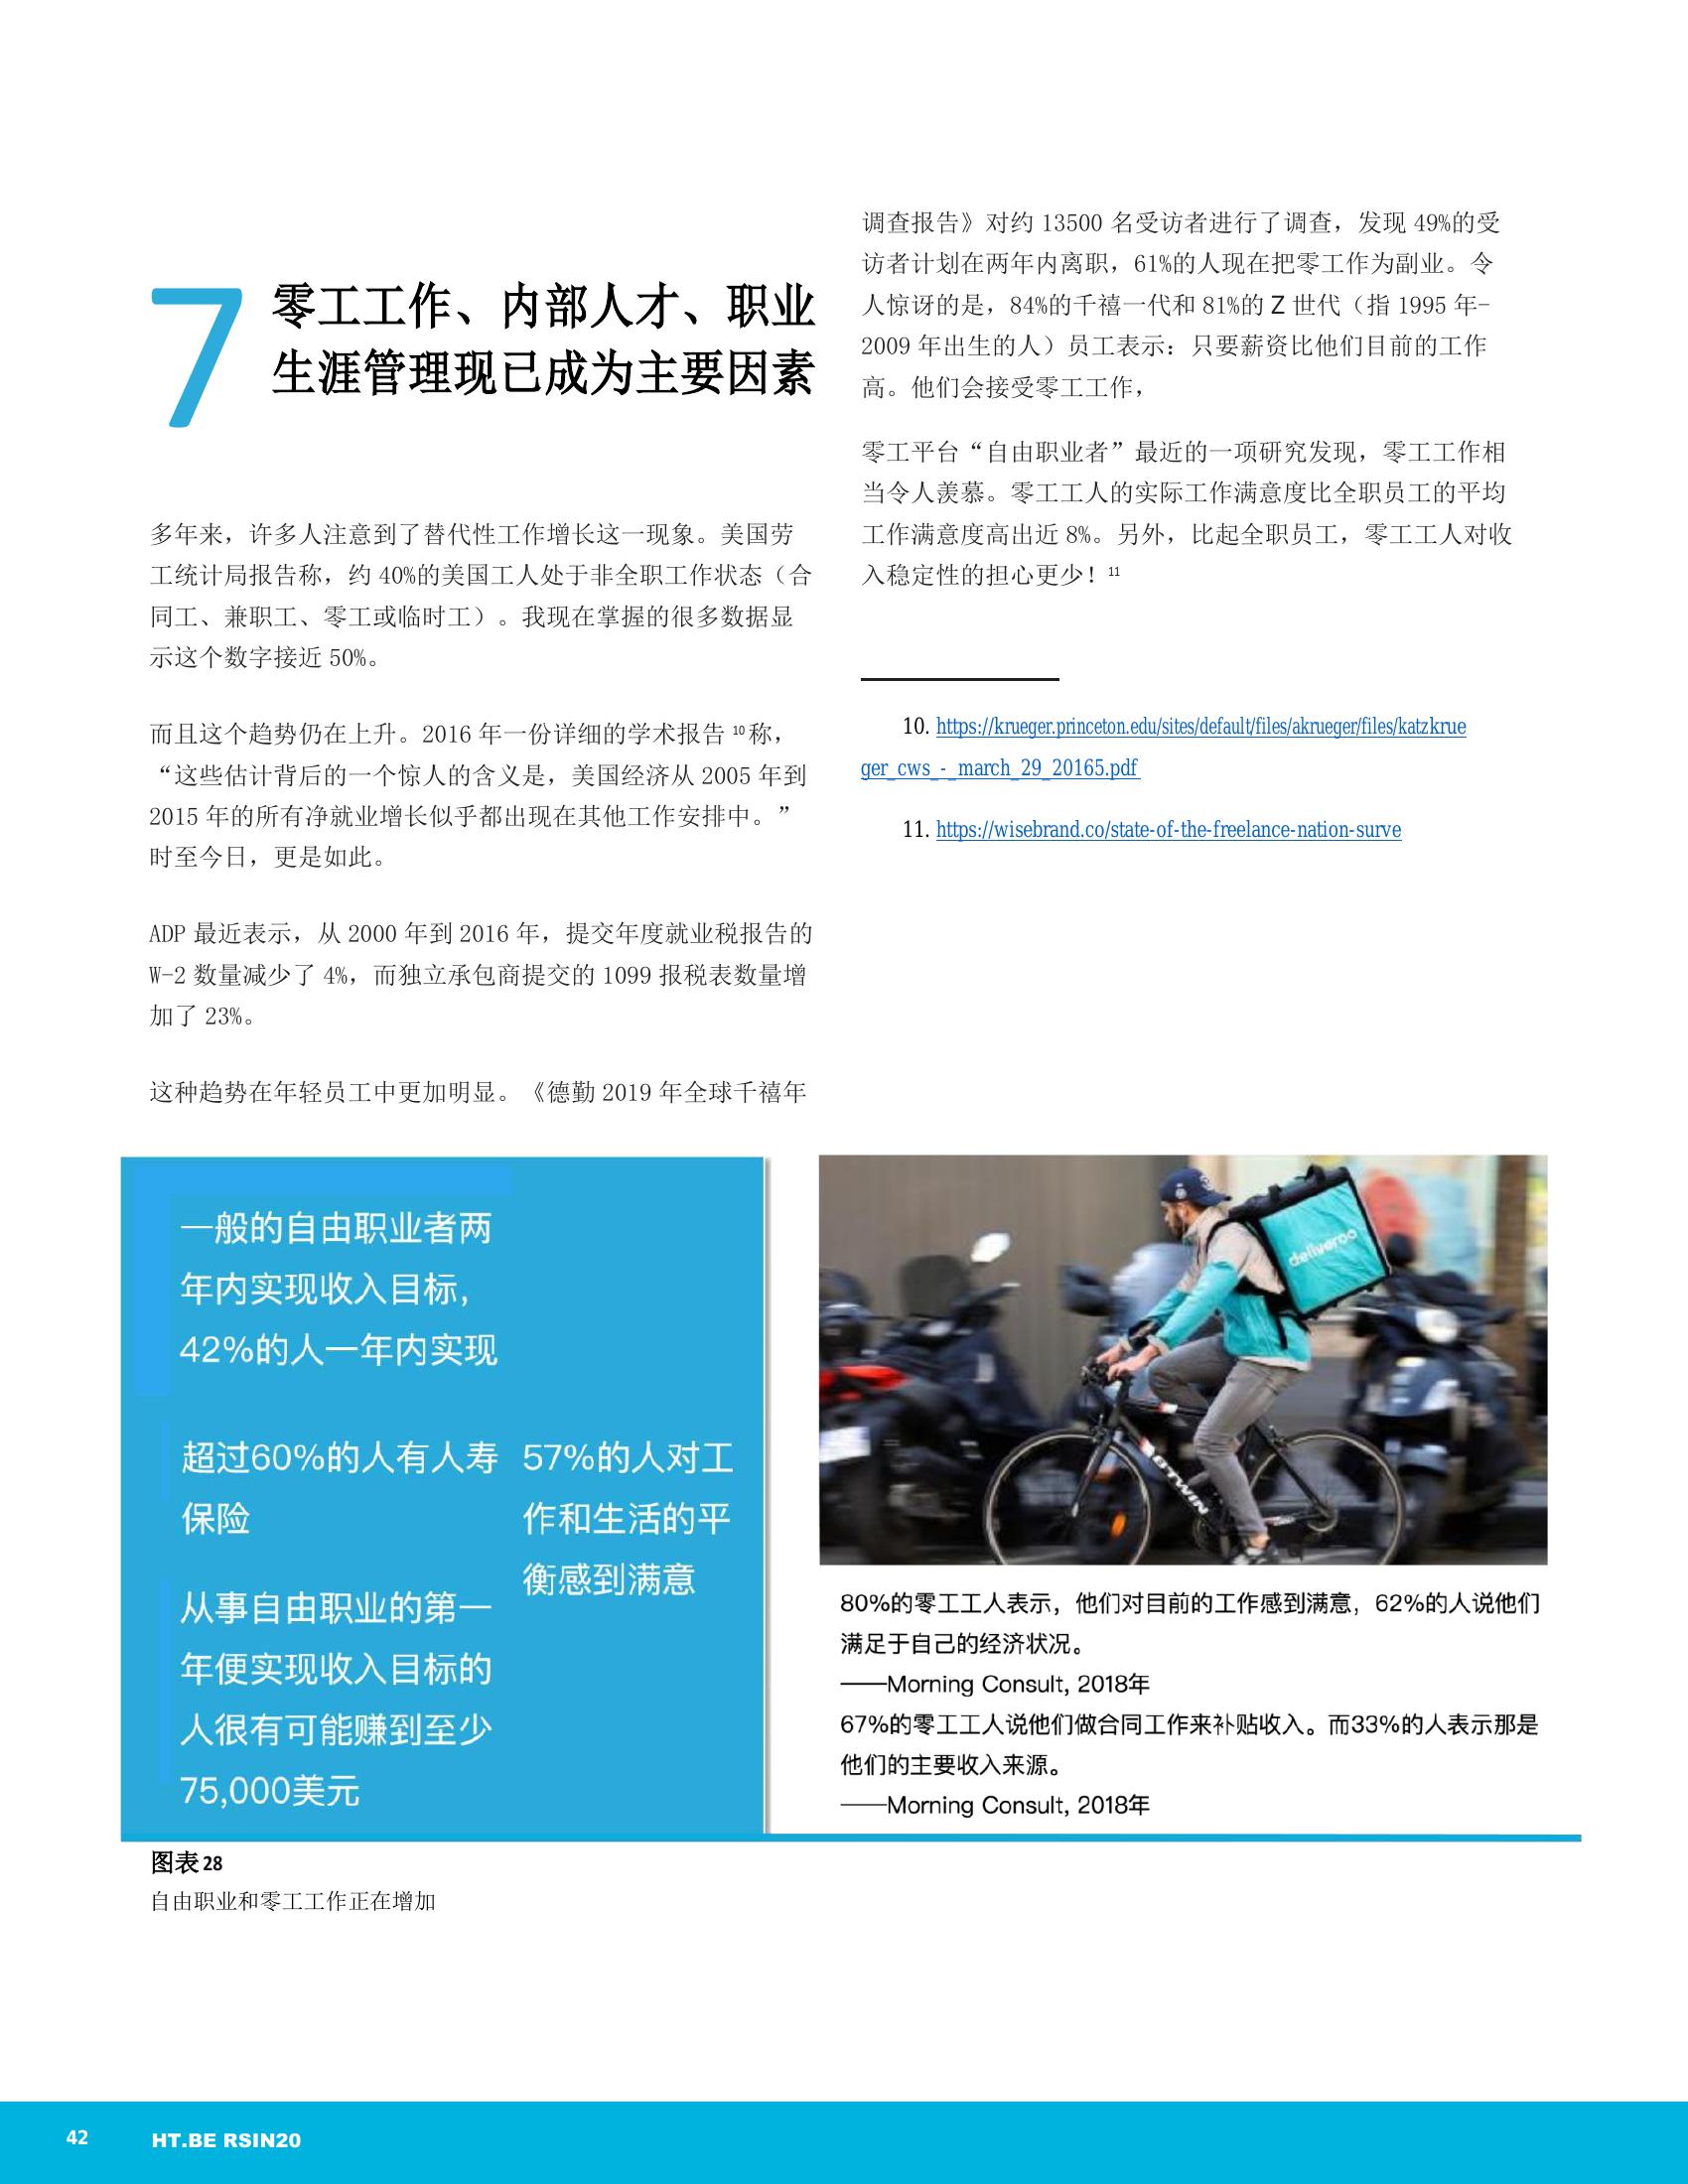 7
零工工作、内部人才、职业
生涯管理现已成为主要因素
多年来，许多人注意到了替代性工作增长这一现象。美国劳
工统计局报告称，约 40%的美国工人处于非全职工作状态（合
同工、兼职工、零工或临时工）。我现在掌握的很多数据显
示这个数字接近 50%。
而且这个趋势仍在上升。2016 年一份详细的学术报告 10 称，
“这些估计背后的一个惊人的含义是，美国经济从 2005 年到
2015 年的所有净就业增长似乎都出现在其他工作安排中。”
时至今日，更是如此。
ADP 最近表示，从 2000 年到 2016 年，提交年度就业税报告的
W-2 数量减少了 4%，而独立承包商提交的 1099 报税表数量增
加了 23%。
这种趋势在年轻员工中更加明显。《德勤 2019 年全球千禧年
调查报告》对约 13500 名受访者进行了调查，发现 49%的受
访者计划在两年内离职，61%的人现在把零工作为副业。令
人惊讶的是，84%的千禧一代和 81%的 Z 世代（指 1995 年-
2009 年出生的人）员工表示：只要薪资比他们目前的工作
高。他们会接受零工工作，
零工平台“自由职业者”最近的一项研究发现，零工工作相
当令人羡慕。零工工人的实际工作满意度比全职员工的平均
工作满意度高出近 8%。另外，比起全职员工，零工工人对收
入稳定性的担心更少！11
10. https://krueger.princeton.edu/sites/default/files/akrueger/files/katzkrue
ger_cws_-_march_29_20165.pdf
11. https://wisebrand.co/state-of-the-freelance-nation-surve
一般的自由职业者两
年内实现收入目标，
42%的人一年内实现
超过60%的人有人寿
保险
从事自由职业的第一
年便实现收入目标的
人很有可能赚到至少
75,000美元
57%的人对工
作和生活的平
衡感到满意
deliveroo
BTWIN
80%的零工工人表示，他们对目前的工作感到满意，62%的人说他们
满足于自己的经济状况。
——Morning Consult, 2018年
67%的零工工人说他们做合同工作来补贴收入。而33%的人表示那是
他们的主要收入来源。
——Morning Consult, 2018年
图表 28
自由职业和零工工作正在增加
42
HT.BE RSIN20